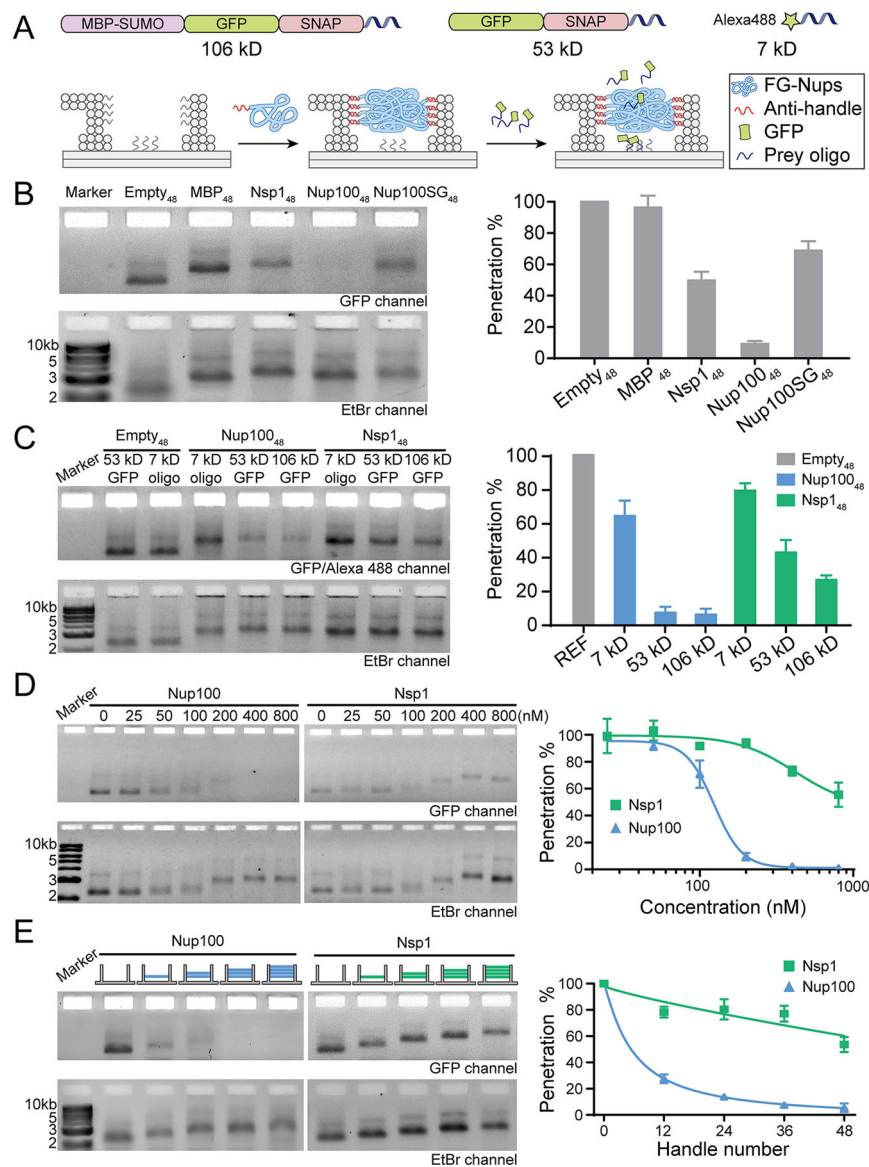 A
MBP-SUMO GFP SNAP
106 kD
GFP SNAP
53 kD
Alexa488
7 kD
FG-Nups
Anti-handle
GFP
Prey oligo
B
Marker Empty48 MBP48 Nsp148 Nup10048 Nup100SG48
GFP channel
10kb
5
3
2
EtBr channel
Penetration %
100
80
60
40
20
0
Empty48 MBP48 Nsp148 Nup10048 Nup100SG48
C
Marker
Empty48 Nup10048 Nsp148
53 kD 7 kD 7 kD 53 kD 106 kD 7 kD 53 kD 106 kD
GFP oligo oligo GFP GFP oligo GFP GFP
GFP/Alexa 488 channel
10kb
5
3
2
EtBr channel
Penetration %
100
80
60
40
20
0
Empty48
Nup10048
Nsp148
REF 7 kD 53 kD 106 kD 7 kD 53 kD 106 kD
D
Marker
Nup100 Nsp1
0 25 50 100 200 400 800 0 25 50 100 200 400 800 (nM)
GFP channel
10kb
5
3
2
EtBr channel
Penetration %
120
100
80
60
40
20
0
Nsp1
Nup100
100 1000
Concentration (nM)
E
Marker
Nup100 Nsp1
GFP channel
10kb
5
3
2
EtBr channel
Penetration %
100
80
60
40
20
0
Nsp1
Nup100
0 12 24 36 48
Handle number